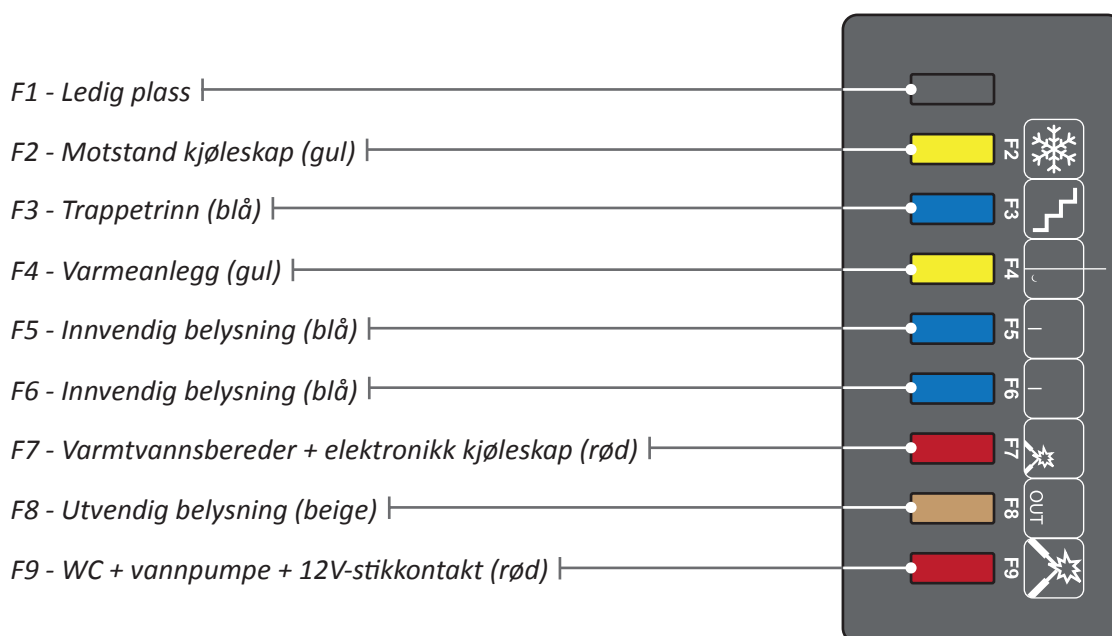 F1 - Ledig plass
F2 - Motstand kjøleskap (gul)
F2
F3 - Trappetrinn (blå)
F3
F4 - Varmeanlegg (gul)
F4
F5 - Innvendig belysning (blå)
F5
F6 - Innvendig belysning (blå)
F6
F7 - Varmtvannsbereder + elektronikk kjøleskap (rød)
F7
F8 - Utvendig belysning (beige)
F8
OUT
F9 - WC + vannpumpe + 12V-stikkontakt (rød)
F9